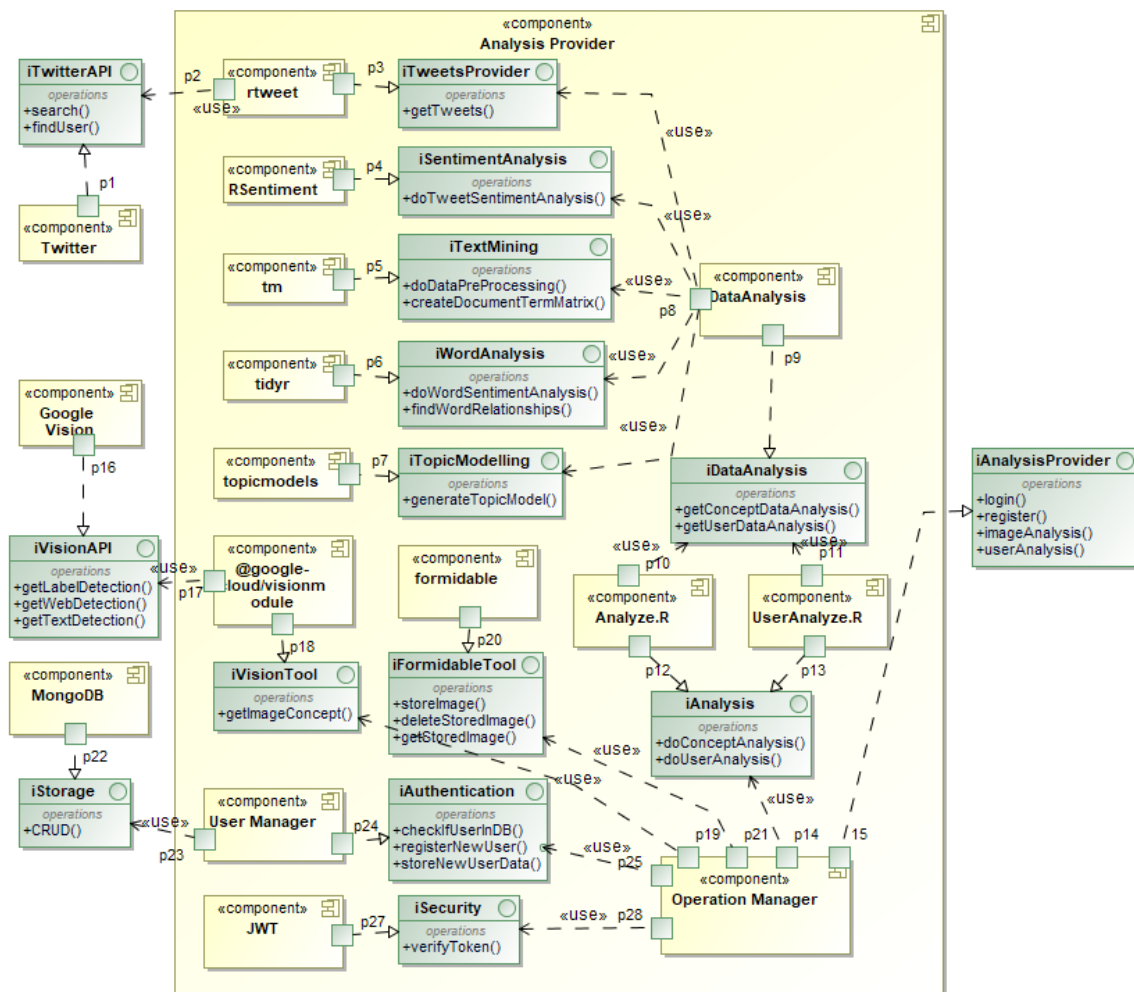 «component»
Analysis Provider
iTwitterAPI
operations
+search()
+findUser()
p2
«use»
«component»
rtweet
p3
iTweetsProvider
operations
+getTweets()
«use»
p1
«component»
Twitter
«component»
RSentiment
p4
iSentimentAnalysis
operations
+doTweetSentimentAnalysis()
«use»
«component»
tm
p5
iTextMining
operations
+doDataPreProcessing()
+createDocumentTermMatrix()
«use»
p8
«component»
DataAnalysis
p9
«component»
tidyr
p6
iWordAnalysis
operations
+doWordSentimentAnalysis()
+findWordRelationships()
«use»
«use»
«component»
Google
Vision
p16
«component»
topicmodels
p7
iTopicModelling
operations
+generateTopicModel()
iDataAnalysis
operations
+getConceptDataAnalysis()
+getUserDataAnalysis()
iAnalysisProvider
operations
+login()
+register()
+imageAnalysis()
+userAnalysis()
iVisionAPI
operations
+getLabelDetection()
+getWebDetection()
+getTextDetection()
«use»
p17
«component»
@google-
cloud/visionm
odule
p18
«component»
formidable
p20
«use»
p10
«use»
p11
«component»
Analyze.R
p12
«component»
UserAnalyze.R
p13
«component»
MongoDB
p22
iVisionTool
operations
+getImageConcept()
iFormidableTool
operations
+storeImage()
+deleteStoredImage()
+getStoredImage()
iAnalysis
operations
+doConceptAnalysis()
+doUserAnalysis()
«use»
«use»
«use»
iStorage
operations
+CRUD()
«use»
p23
«component»
User Manager
p24
iAuthentication
operations
+checkIfUserInDB()
+registerNewUser()
+storeNewUserData()
«use»
p25
p19
p21
p14
15
«component»
Operation Manager
p28
«use»
«component»
JWT
p27
iSecurity
operations
+verifyToken()